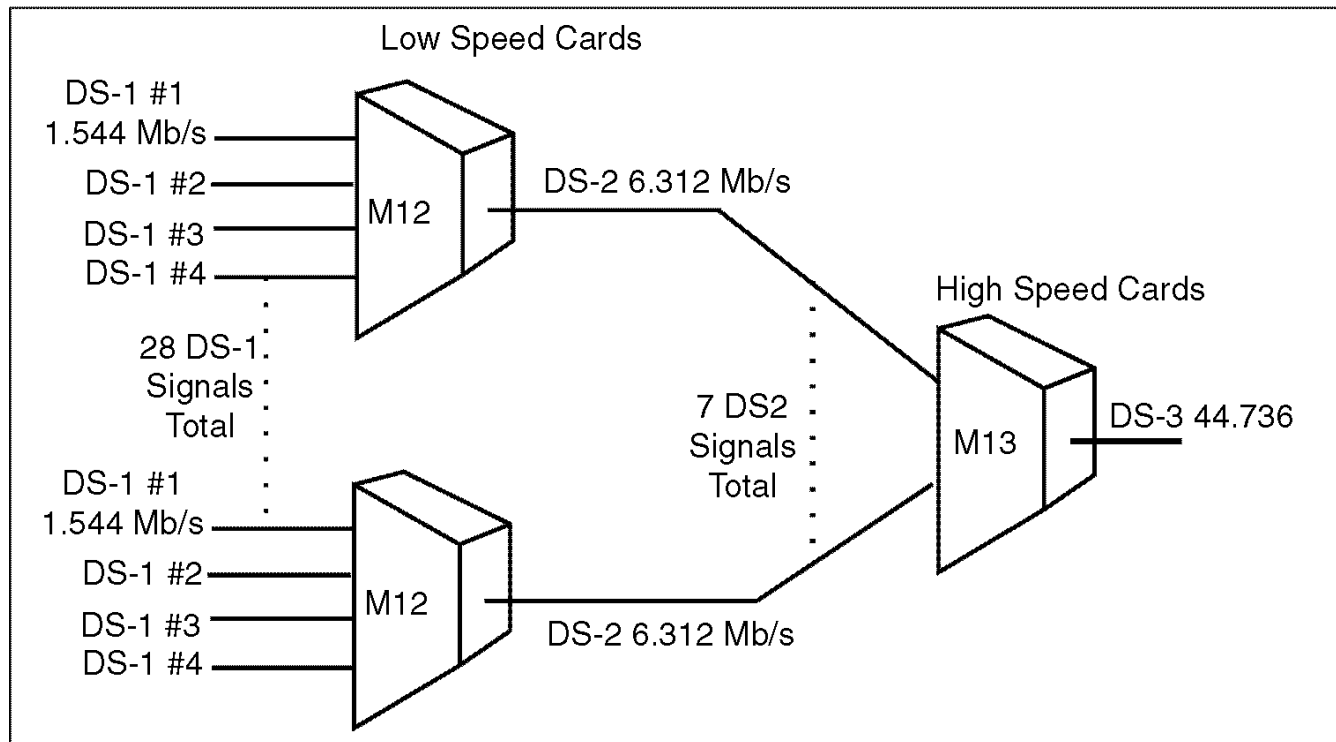 Low Speed Cards
DS-1 #1
1.544 Mb/s
DS-1 #2
DS-1 #3
DS-1 #4
M12
DS-2 6.312 Mb/s
28 DS-1
Signals
Total
7 DS2
Signals
Total
High Speed Cards
M13
DS-3 44.736
DS-1 #1
1.544 Mb/s
DS-1 #2
DS-1 #3
DS-1 #4
M12
DS-2 6.312 Mb/s